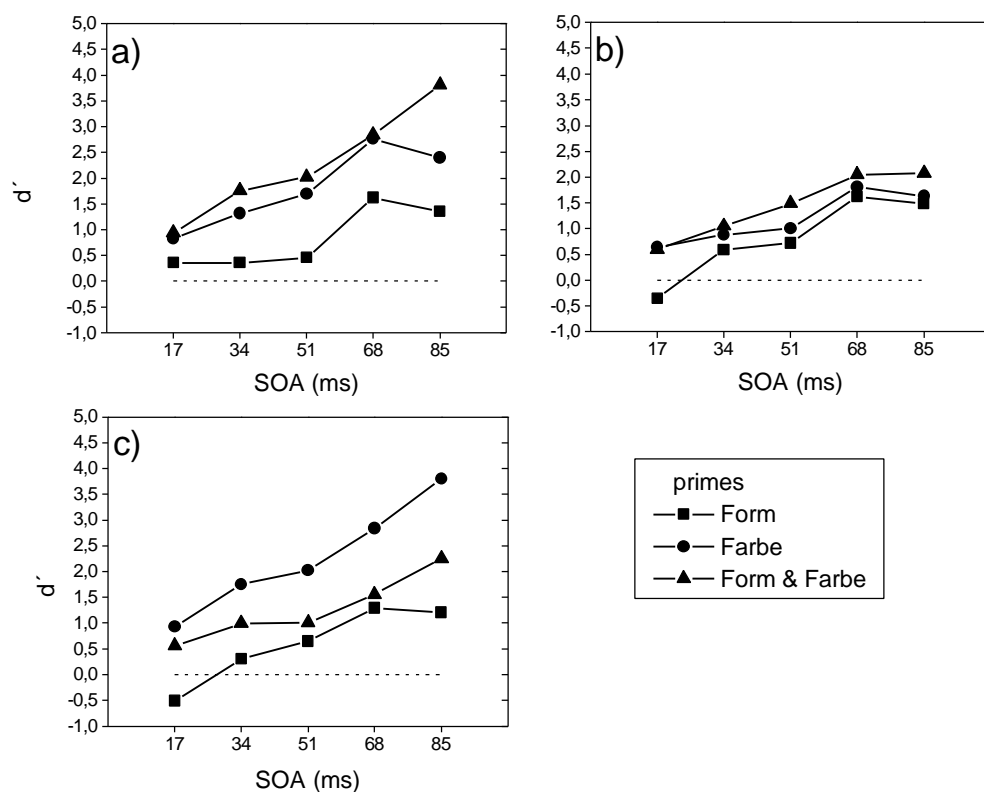 a)
5,0
4,5
4,0
3,5
3,0
2,5
2,0
1,5
1,0
0,5
0,0
-0,5
-1,0
d´
17 34 51 68 85
SOA (ms)
b)
5,0
4,5
4,0
3,5
3,0
2,5
2,0
1,5
1,0
0,5
0,0
-0,5
-1,0
17 34 51 68 85
SOA (ms)
c)
5,0
4,5
4,0
3,5
3,0
2,5
2,0
1,5
1,0
0,5
0,0
-0,5
-1,0
d´
17 34 51 68 85
SOA (ms)
primes
Form
Farbe
Form & Farbe